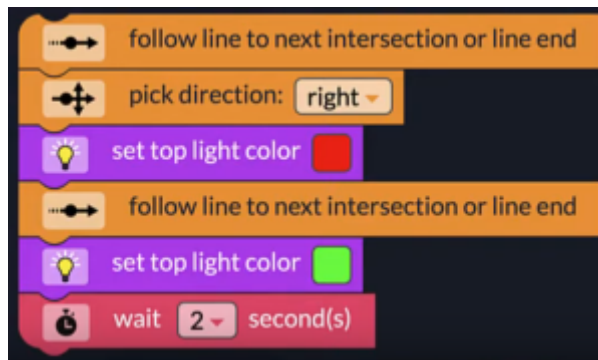 follow line to next intersection or line end
pick direction: right
set top light color
follow line to next intersection or line end
set top light color
wait 2 second(s)